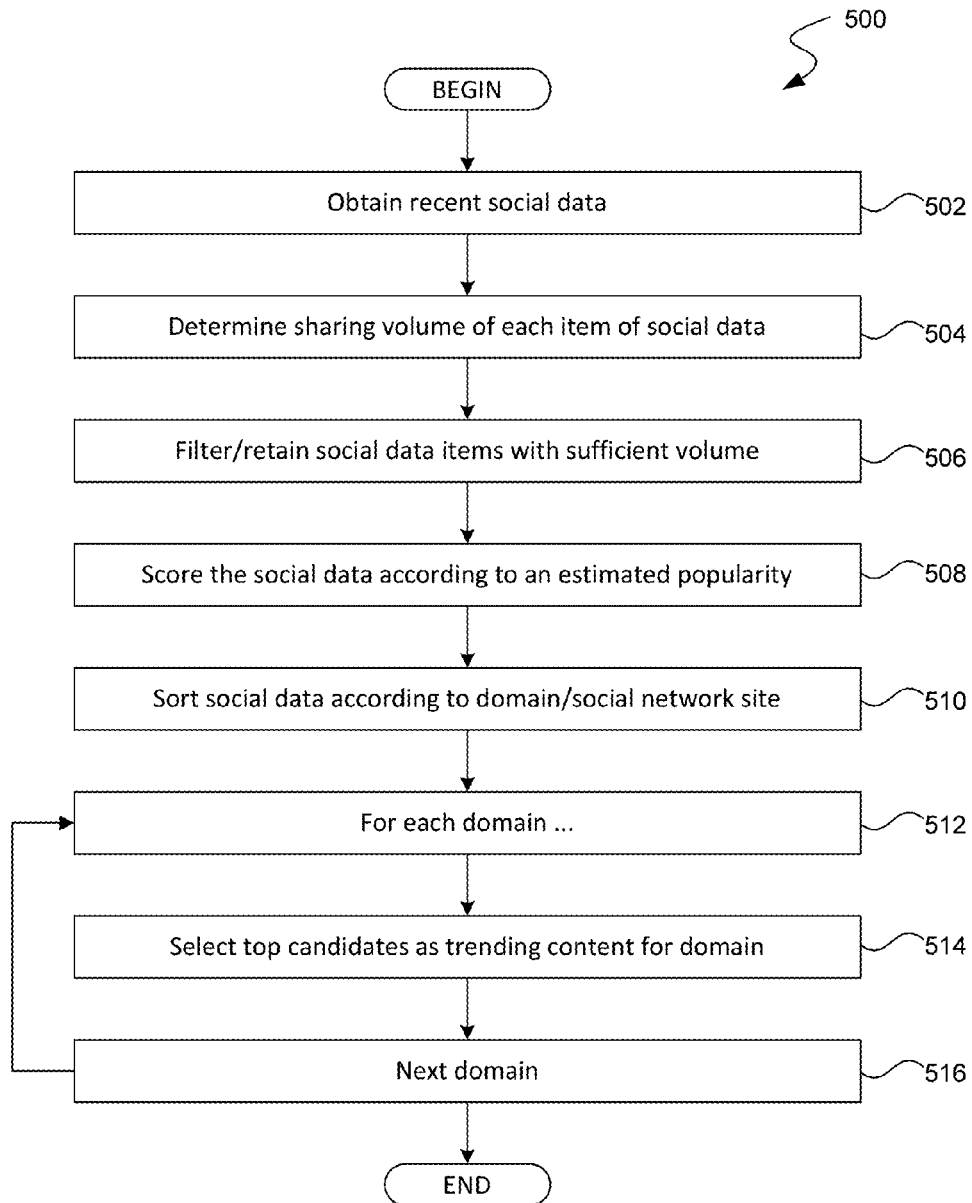 500
BEGIN
Obtain recent social data
502
Determine sharing volume of each item of social data
504
Filter/retain social data items with sufficient volume
506
Score the social data according to an estimated popularity
508
Sort social data according to domain/social network site
510
For each domain ...
512
Select top candidates as trending content for domain
514
Next domain
516
END